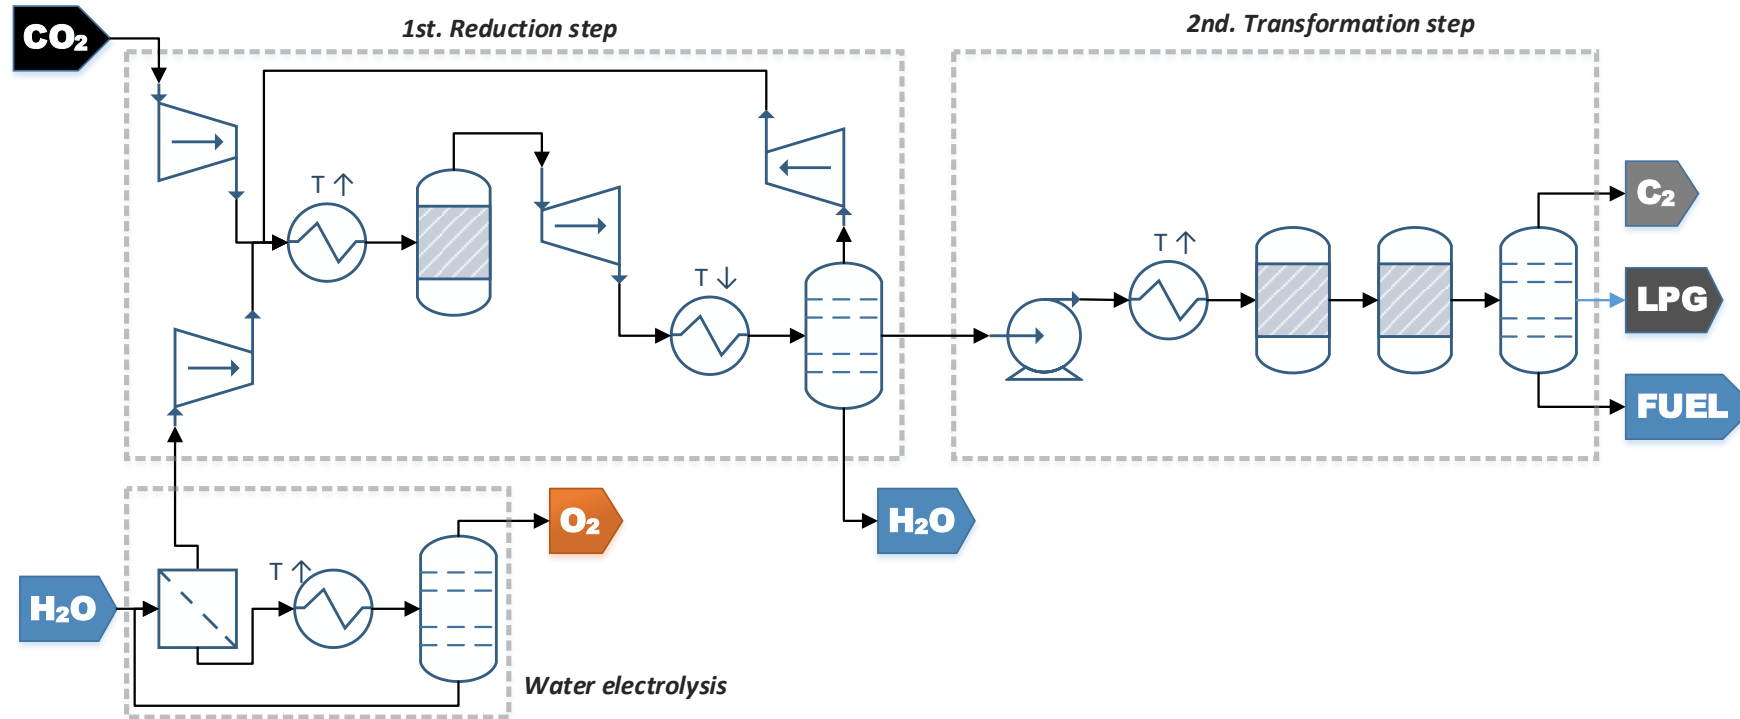 CO₂
1st. Reduction step
2nd. Transformation step
T ↑
T ↓
T ↑
C₂
LPG
FUEL
O₂
H₂O
T ↑
H₂O
Water electrolysis